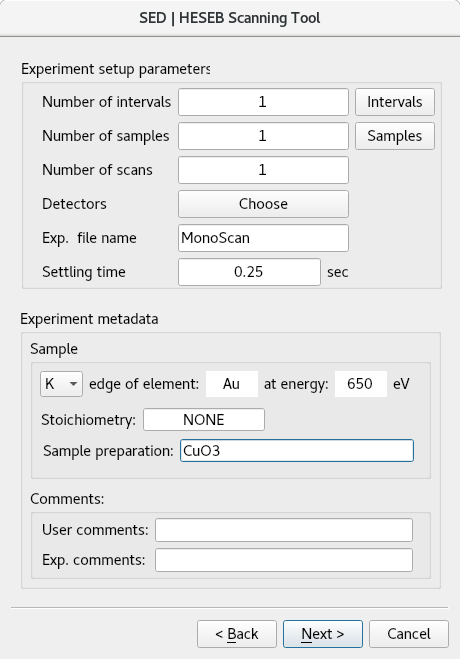 SED | HESEB Scanning Tool
Experiment setup parameters
Number of intervals 1 Intervals
Number of samples 1 Samples
Number of scans 1
Detectors Choose
Exp. file name MonoScan
Settling time 0.25 sec
Experiment metadata
Sample
K edge of element: Au at energy: 650 eV
Stoichiometry: NONE
Sample preparation: CuO3
Comments:
User comments:
Exp. comments:
< Back Next > Cancel